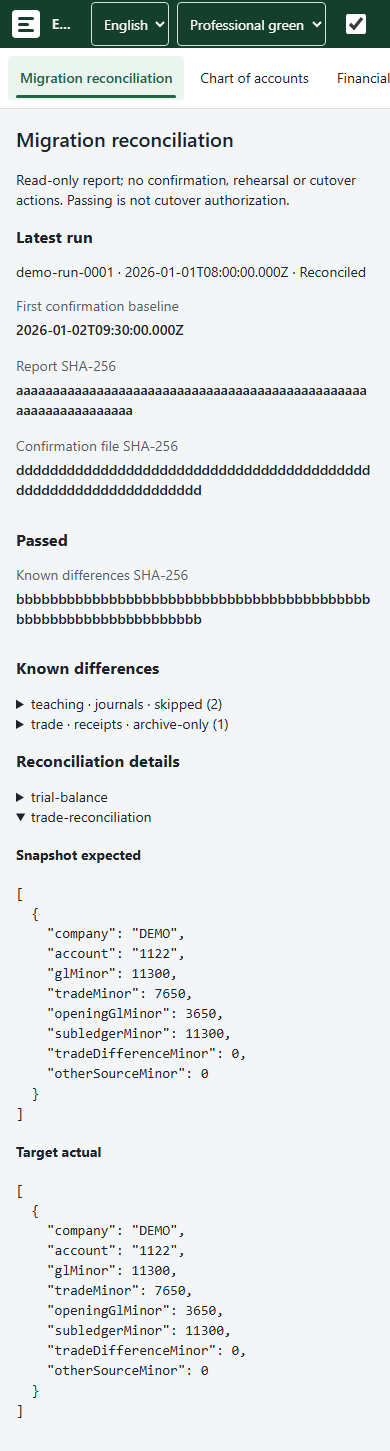 E...
English
Professional green
Migration reconciliation
Chart of accounts
Financial
Migration reconciliation
Read-only report; no confirmation, rehearsal or cutover
actions. Passing is not cutover authorization.
Latest run
demo-run-0001 · 2026-01-01T08:00:00.000Z · Reconciled
First confirmation baseline
2026-01-02T09:30:00.000Z
Report SHA-256
aaaaaaaaaaaaaaaaaaaaaaaaaaaaaaaaaaaaaaaaaaaaaaaa
aaaaaaaaaaaaaaaa
Confirmation file SHA-256
dddddddddddddddddddddddddddddddddddddddddd
dddddddddddddddddddddd
Passed
Known differences SHA-256
bbbbbbbbbbbbbbbbbbbbbbbbbbbbbbbbbbbbbbbbbb
bbbbbbbbbbbbbbbbbbbbbb
Known differences
teaching · journals · skipped (2)
trade · receipts · archive-only (1)
Reconciliation details
trial-balance
trade-reconciliation
Snapshot expected
[
  {
    "company": "DEMO",
    "account": "1122",
    "glMinor": 11300,
    "tradeMinor": 7650,
    "openingGlMinor": 3650,
    "subledgerMinor": 11300,
    "tradeDifferenceMinor": 0,
    "otherSourceMinor": 0
  }
]
Target actual
[
  {
    "company": "DEMO",
    "account": "1122",
    "glMinor": 11300,
    "tradeMinor": 7650,
    "openingGlMinor": 3650,
    "subledgerMinor": 11300,
    "tradeDifferenceMinor": 0,
    "otherSourceMinor": 0
  }
]